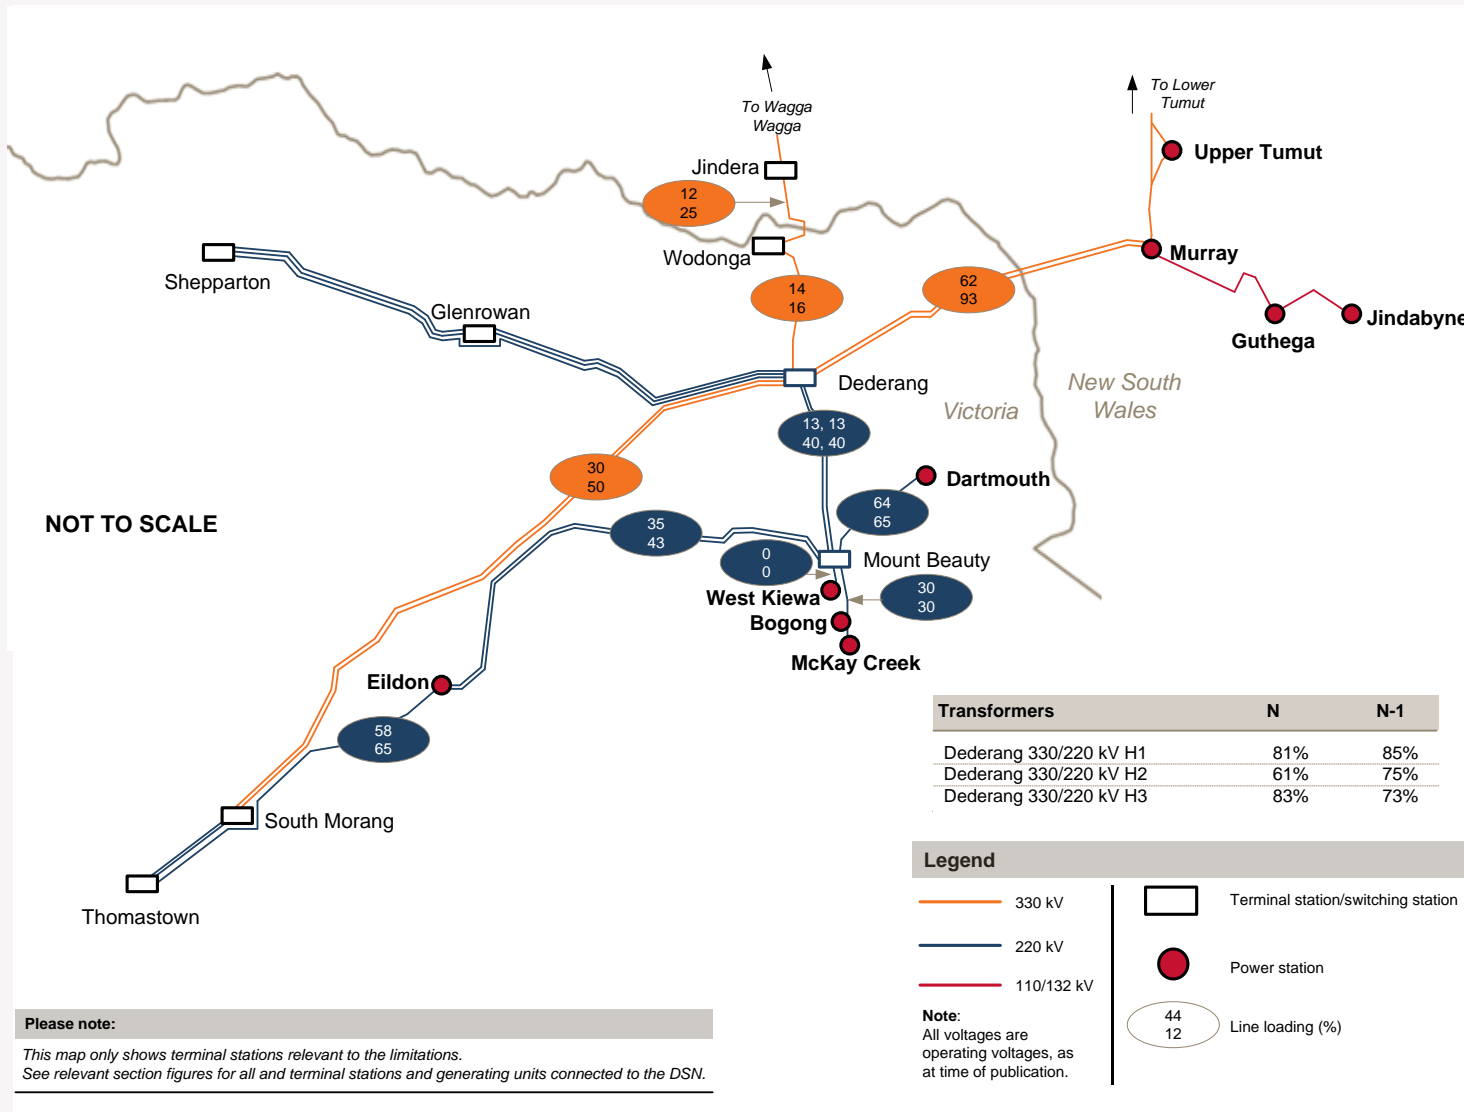 To Wagga
Wagga
To Lower
Tumut
Upper Tumut
Jindera
12
25
Wodonga
Murray
Shepparton
14
16
62
93
Glenrowan
Guthega
Jindabyne
Dederang
New South
Wales
Victoria
13, 13
40, 40
30
50
Dartmouth
64
65
NOT TO SCALE
35
43
0
0
Mount Beauty
West Kiewa
30
30
Bogong
McKay Creek
Eildon
58
65
South Morang
Thomastown
Transformers N N-1
Dederang 330/220 kV H1 81% 85%
Dederang 330/220 kV H2 61% 75%
Dederang 330/220 kV H3 83% 73%
Legend
330 kV
220 kV
110/132 kV
Note:
All voltages are
operating voltages, as
at time of publication.
Terminal station/switching station
Power station
44
12
Line loading (%)
Please note:
This map only shows terminal stations relevant to the limitations.
See relevant section figures for all and terminal stations and generating units connected to the DSN.